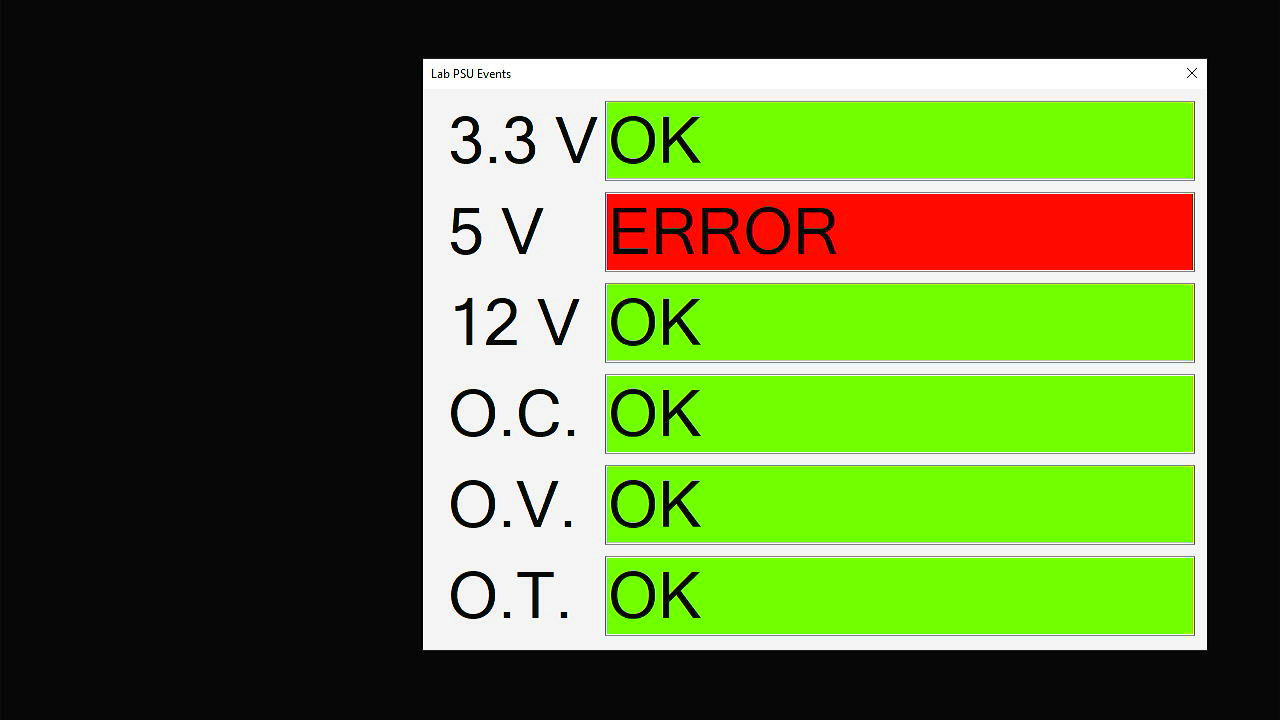 Lab PSU Events
3.3 V OK
5 V ERROR
12 V OK
O.C. OK
O.V. OK
O.T. OK